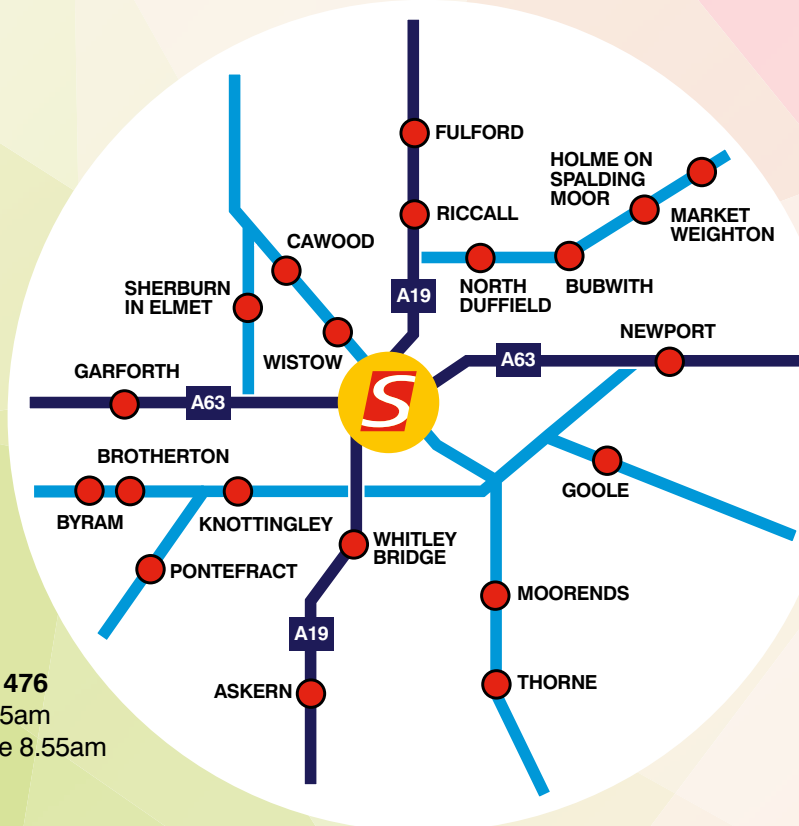 FULFORD
HOLME ON
SPALDING
MOOR
RICCALL
MARKET
WEIGHTON
CAWOOD
NORTH
DUFFIELD
BUBWITH
SHERBURN
IN ELMET
A19
NEWPORT
WISTOW
A63
GARFORTH
A63
S
BROTHERTON
GOOLE
BYRAM
KNOTTINGLEY
WHITLEY
BRIDGE
PONTEFRACT
MOORENDS
A19
ASKERN
THORNE
476
5am
e 8.55am